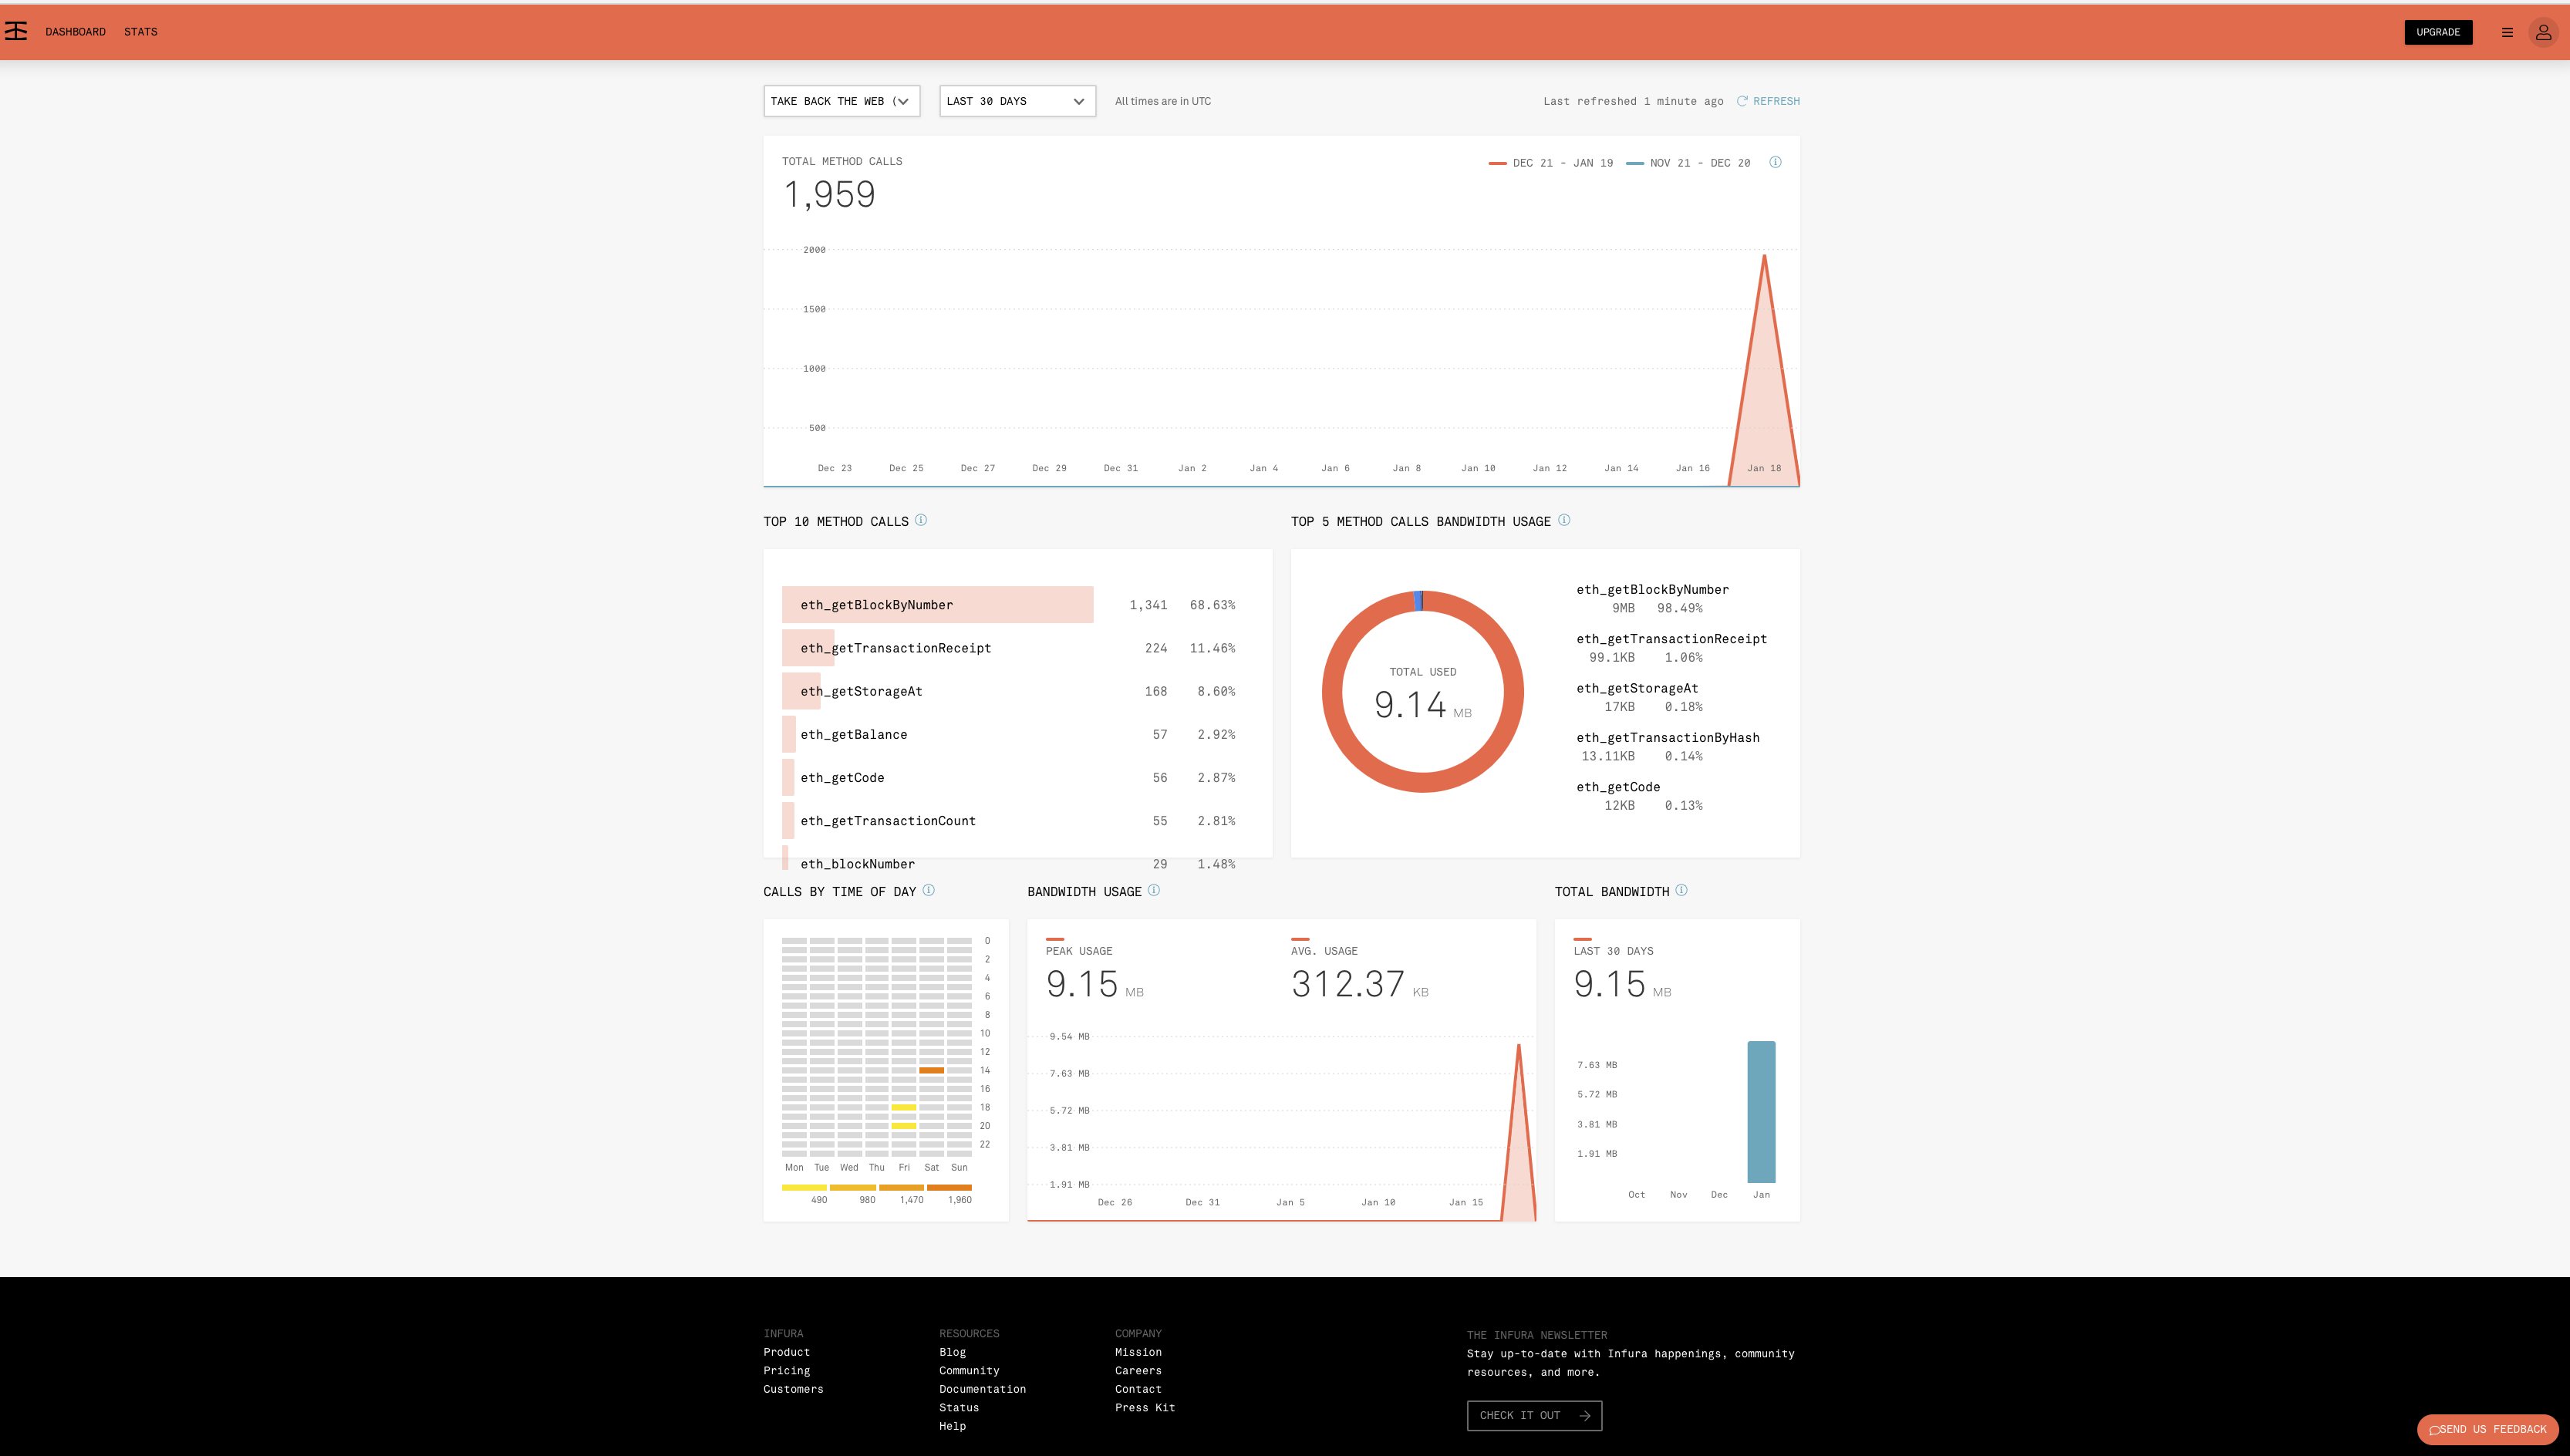 DASHBOARD STATS UPGRADE
TAKE BACK THE WEB ( LAST 30 DAYS All times are in UTC Last refreshed 1 minute ago REFRESH
TOTAL METHOD CALLS
1,959
DEC 21 - JAN 19 NOV 21 - DEC 20
2000
1500
1000
500
Dec 23 Dec 25 Dec 27 Dec 29 Dec 31 Jan 2 Jan 4 Jan 6 Jan 8 Jan 10 Jan 12 Jan 14 Jan 16 Jan 18
TOP 10 METHOD CALLS
eth_getBlockByNumber 1,341 68.63%
eth_getTransactionReceipt 224 11.46%
eth_getStorageAt 168 8.60%
eth_getBalance 57 2.92%
eth_getCode 56 2.87%
eth_getTransactionCount 55 2.81%
eth_blockNumber 29 1.48%
TOP 5 METHOD CALLS BANDWIDTH USAGE
TOTAL USED
9.14 MB
eth_getBlockByNumber
9MB 98.49%
eth_getTransactionReceipt
99.1KB 1.06%
eth_getStorageAt
17KB 0.18%
eth_getTransactionByHash
13.11KB 0.14%
eth_getCode
12KB 0.13%
CALLS BY TIME OF DAY
0
2
4
6
8
10
12
14
16
18
20
22
Mon Tue Wed Thu Fri Sat Sun
490 980 1,470 1,960
BANDWIDTH USAGE
PEAK USAGE
9.15 MB
AVG. USAGE
312.37 KB
9.54 MB
7.63 MB
5.72 MB
3.81 MB
1.91 MB
Dec 26 Dec 31 Jan 5 Jan 10 Jan 15
TOTAL BANDWIDTH
LAST 30 DAYS
9.15 MB
7.63 MB
5.72 MB
3.81 MB
1.91 MB
Oct Nov Dec Jan
INFURA
Product
Pricing
Customers
RESOURCES
Blog
Community
Documentation
Status
Help
COMPANY
Mission
Careers
Contact
Press Kit
THE INFURA NEWSLETTER
Stay up-to-date with Infura happenings, community
resources, and more.
CHECK IT OUT
SEND US FEEDBACK